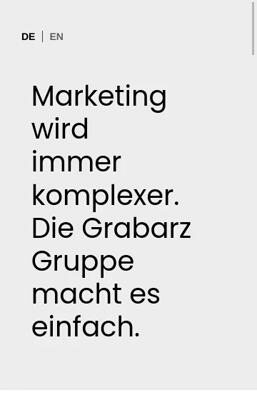 DE | EN
Marketing
wird
immer
komplexer.
Die Grabarz
Gruppe
macht es
einfach.